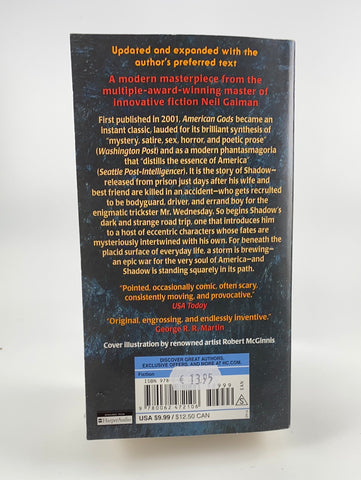 Updated and expanded with the
author's preferred text
A modern masterpiece from the
multiple-award-winning master of
innovative fiction Neil Gaiman
First published in 2001, American Gods became an
instant classic, lauded for its brilliant synthesis of
"mystery, satire, sex, horror, and poetic prose"
(Washington Post) and as a modern phantasmagoria
that "distills the essence of America"
(Seattle Post-Intelligencer). It is the story of Shadow—
released from prison just days after his wife and
best friend are killed in an accident—who gets recruited
to be bodyguard, driver, and errand boy for the
enigmatic trickster Mr. Wednesday. So begins Shadow's
dark and strange road trip, one that introduces him
to a host of eccentric characters whose fates are
mysteriously intertwined with his own. For beneath the
placid surface of everyday life, a storm is brewing—
an epic war for the very soul of America—and
Shadow is standing squarely in its path.
"Pointed, occasionally comic, often scary,
consistently moving, and provocative."
USA Today
"Original, engrossing, and endlessly inventive."
George R. R. Martin
Cover illustration by renowned artist Robert McGinnis
DISCOVER GREAT AUTHORS,
EXCLUSIVE OFFERS, AND MORE AT HC.COM.
Fiction
ISBN 978
€ 13.95
999
9 780062 472106
HarperAudio
USA $9.99 / $12.50 CAN